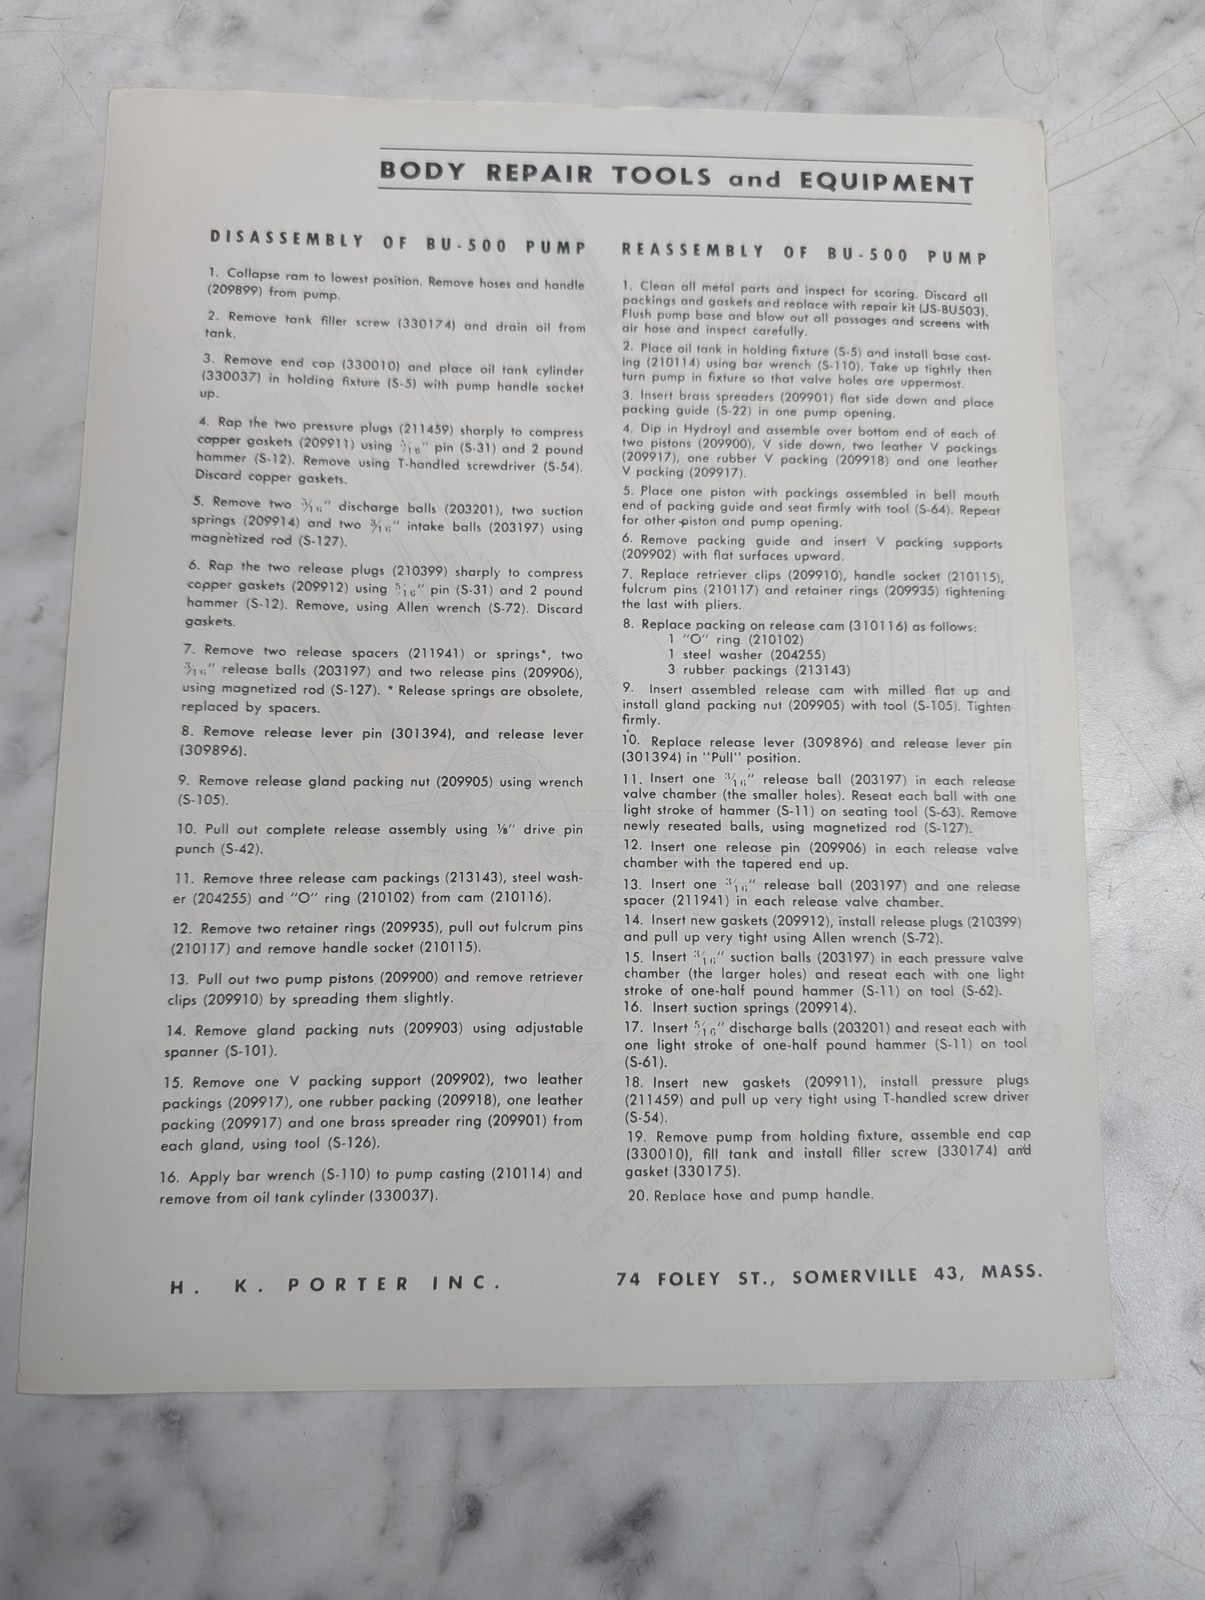 BODY REPAIR TOOLS and EQUIPMENT
DISASSEMBLY OF BU-500 PUMP
1. Collapse ram to lowest position. Remove hoses and handle
(209899) from pump.
2. Remove tank filler screw (330174) and drain oil from
tank.
3. Remove end cap (330010) and place oil tank cylinder
(330037) in holding fixture (S-5) with pump handle socket
up.
4. Rap the two pressure plugs (211459) sharply to compress
copper gaskets (209911) using 3/16" pin (S-31) and 2 pound
hammer (S-12). Remove using T-handled screwdriver (S-54).
Discard copper gaskets.
5. Remove two 5/16" discharge balls (203201), two suction
springs (209914) and two 3/16" intake balls (203197) using
magnetized rod (S-127).
6. Rap the two release plugs (210399) sharply to compress
copper gaskets (209912) using 5/16" pin (S-31) and 2 pound
hammer (S-12). Remove, using Allen wrench (S-72). Discard
gaskets.
7. Remove two release spacers (211941) or springs*, two
3/16" release balls (203197) and two release pins (209906),
using magnetized rod (S-127). * Release springs are obsolete,
replaced by spacers.
8. Remove release lever pin (301394), and release lever
(309896).
9. Remove release gland packing nut (209905) using wrench
(S-105).
10. Pull out complete release assembly using 1/8" drive pin
punch (S-42).
11. Remove three release cam packings (213143), steel wash-
er (204255) and "O" ring (210102) from cam (210116).
12. Remove two retainer rings (209935), pull out fulcrum pins
(210117) and remove handle socket (210115).
13. Pull out two pump pistons (209900) and remove retriever
clips (209910) by spreading them slightly.
14. Remove gland packing nuts (209903) using adjustable
spanner (S-101).
15. Remove one V packing support (209902), two leather
packings (209917), one rubber packing (209918), one leather
packing (209917) and one brass spreader ring (209901) from
each gland, using tool (S-126).
16. Apply bar wrench (S-110) to pump casting (210114) and
remove from oil tank cylinder (330037).
REASSEMBLY OF BU-500 PUMP
1. Clean all metal parts and inspect for scoring. Discard all
packings and gaskets and replace with repair kit (JS-BU503).
Flush pump base and blow out all passages and screens with
air hose and inspect carefully.
2. Place oil tank in holding fixture (S-5) and install base cast-
ing (210114) using bar wrench (S-110). Take up tightly then
turn pump in fixture so that valve holes are uppermost.
3. Insert brass spreaders (209901) flat side down and place
packing guide (S-22) in one pump opening.
4. Dip in Hydroyl and assemble over bottom end of each of
two pistons (209900), V side down, two leather V packings
(209917), one rubber V packing (209918) and one leather
V packing (209917).
5. Place one piston with packings assembled in bell mouth
end of packing guide and seat firmly with tool (S-64). Repeat
for other piston and pump opening.
6. Remove packing guide and insert V packing supports
(209902) with flat surfaces upward.
7. Replace retriever clips (209910), handle socket (210115),
fulcrum pins (210117) and retainer rings (209935) tightening
the last with pliers.
8. Replace packing on release cam (310116) as follows:
1 "O" ring (210102)
1 steel washer (204255)
3 rubber packings (213143)
9. Insert assembled release cam with milled flat up and
install gland packing nut (209905) with tool (S-105). Tighten
firmly.
10. Replace release lever (309896) and release lever pin
(301394) in "Pull" position.
11. Insert one 3/16" release ball (203197) in each release
valve chamber (the smaller holes). Reseat each ball with one
light stroke of hammer (S-11) on seating tool (S-63). Remove
newly reseated balls, using magnetized rod (S-127).
12. Insert one release pin (209906) in each release valve
chamber with the tapered end up.
13. Insert one 3/16" release ball (203197) and one release
spacer (211941) in each release valve chamber.
14. Insert new gaskets (209912), install release plugs (210399)
and pull up very tight using Allen wrench (S-72).
15. Insert 3/16" suction balls (203197) in each pressure valve
chamber (the larger holes) and reseat each with one light
stroke of one-half pound hammer (S-11) on tool (S-62).
16. Insert suction springs (209914).
17. Insert 5/16" discharge balls (203201) and reseat each with
one light stroke of one-half pound hammer (S-11) on tool
(S-61).
18. Insert new gaskets (209911), install pressure plugs
(211459) and pull up very tight using T-handled screw driver
(S-54).
19. Remove pump from holding fixture, assemble end cap
(330010), fill tank and install filler screw (330174) and
gasket (330175).
20. Replace hose and pump handle.
H. K. PORTER INC.
74 FOLEY ST., SOMERVILLE 43, MASS.